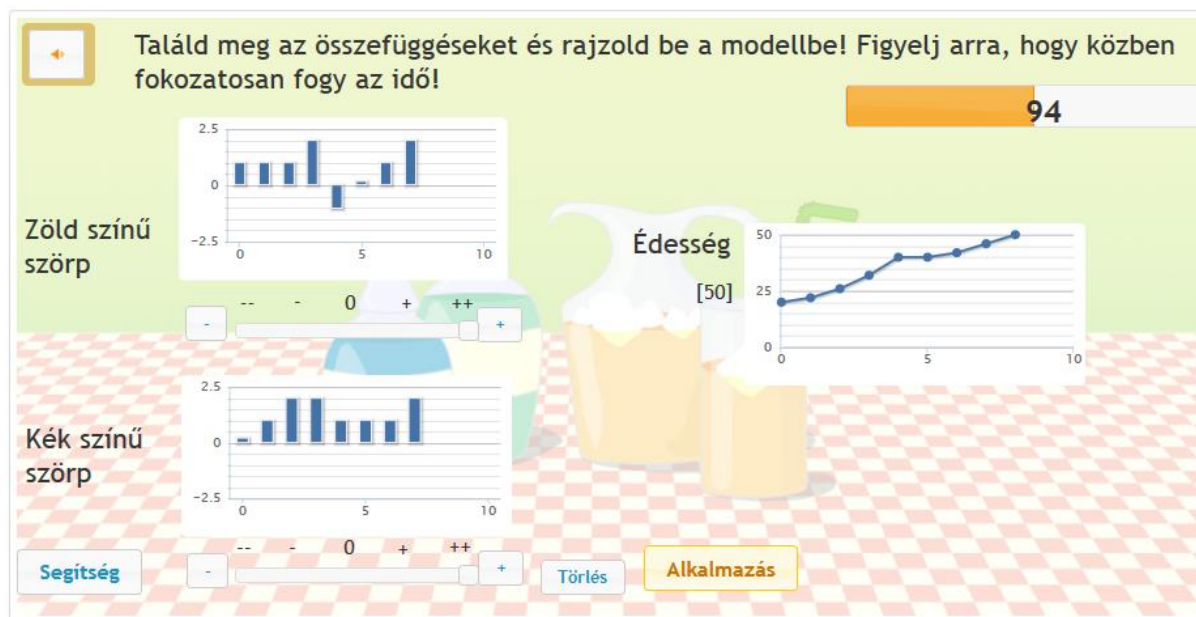 Találd meg az összefüggéseket és rajzold be a modellbe! Figyelj arra, hogy közben
fokozatosan fogy az idő!
94
2.5
0
-2.5
0 5 10
Zöld színű
szörp
-- - 0 + ++
- +
Édesség
[50]
50
25
0
0 5 10
2.5
0
-2.5
0 5 10
Kék színű
szörp
-- - 0 + ++
- +
Segítség
Törlés
Alkalmazás